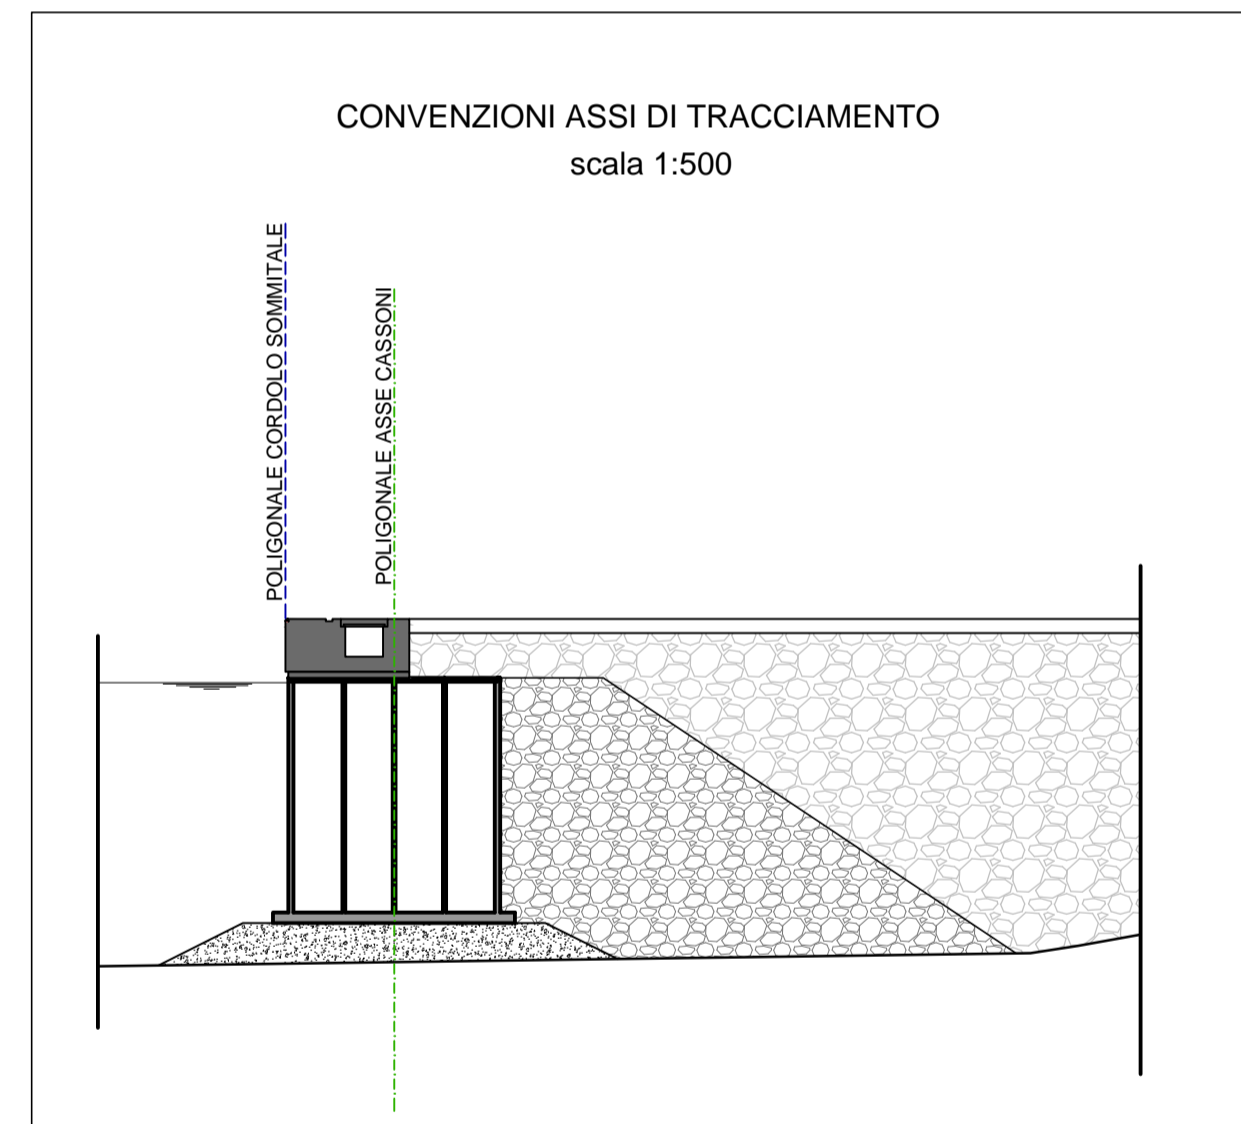 CONVENZIONI ASSI DI TRACCIAMENTO
scala 1:500
POLIGONALE CORDOLO SOMMITALE
POLIGONALE ASSE CASSONI